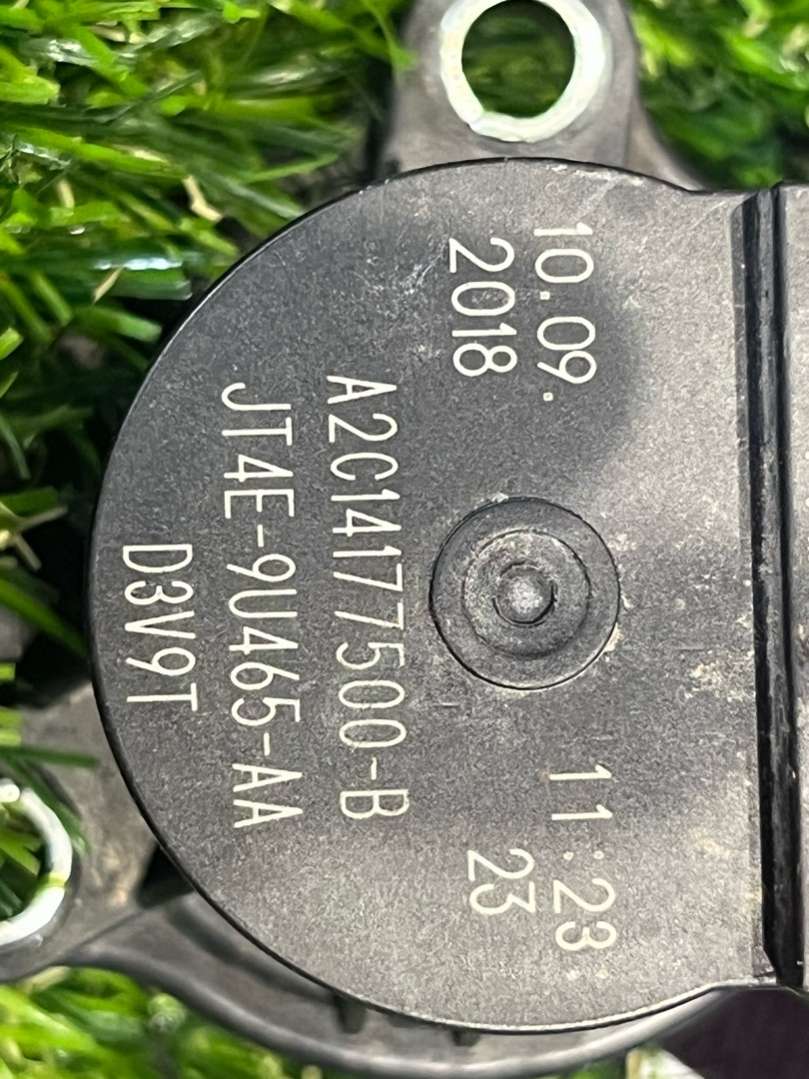 10.09. 11:23
2018 23
A2C14177500-B
JT4E-9U465-AA
D3V9T